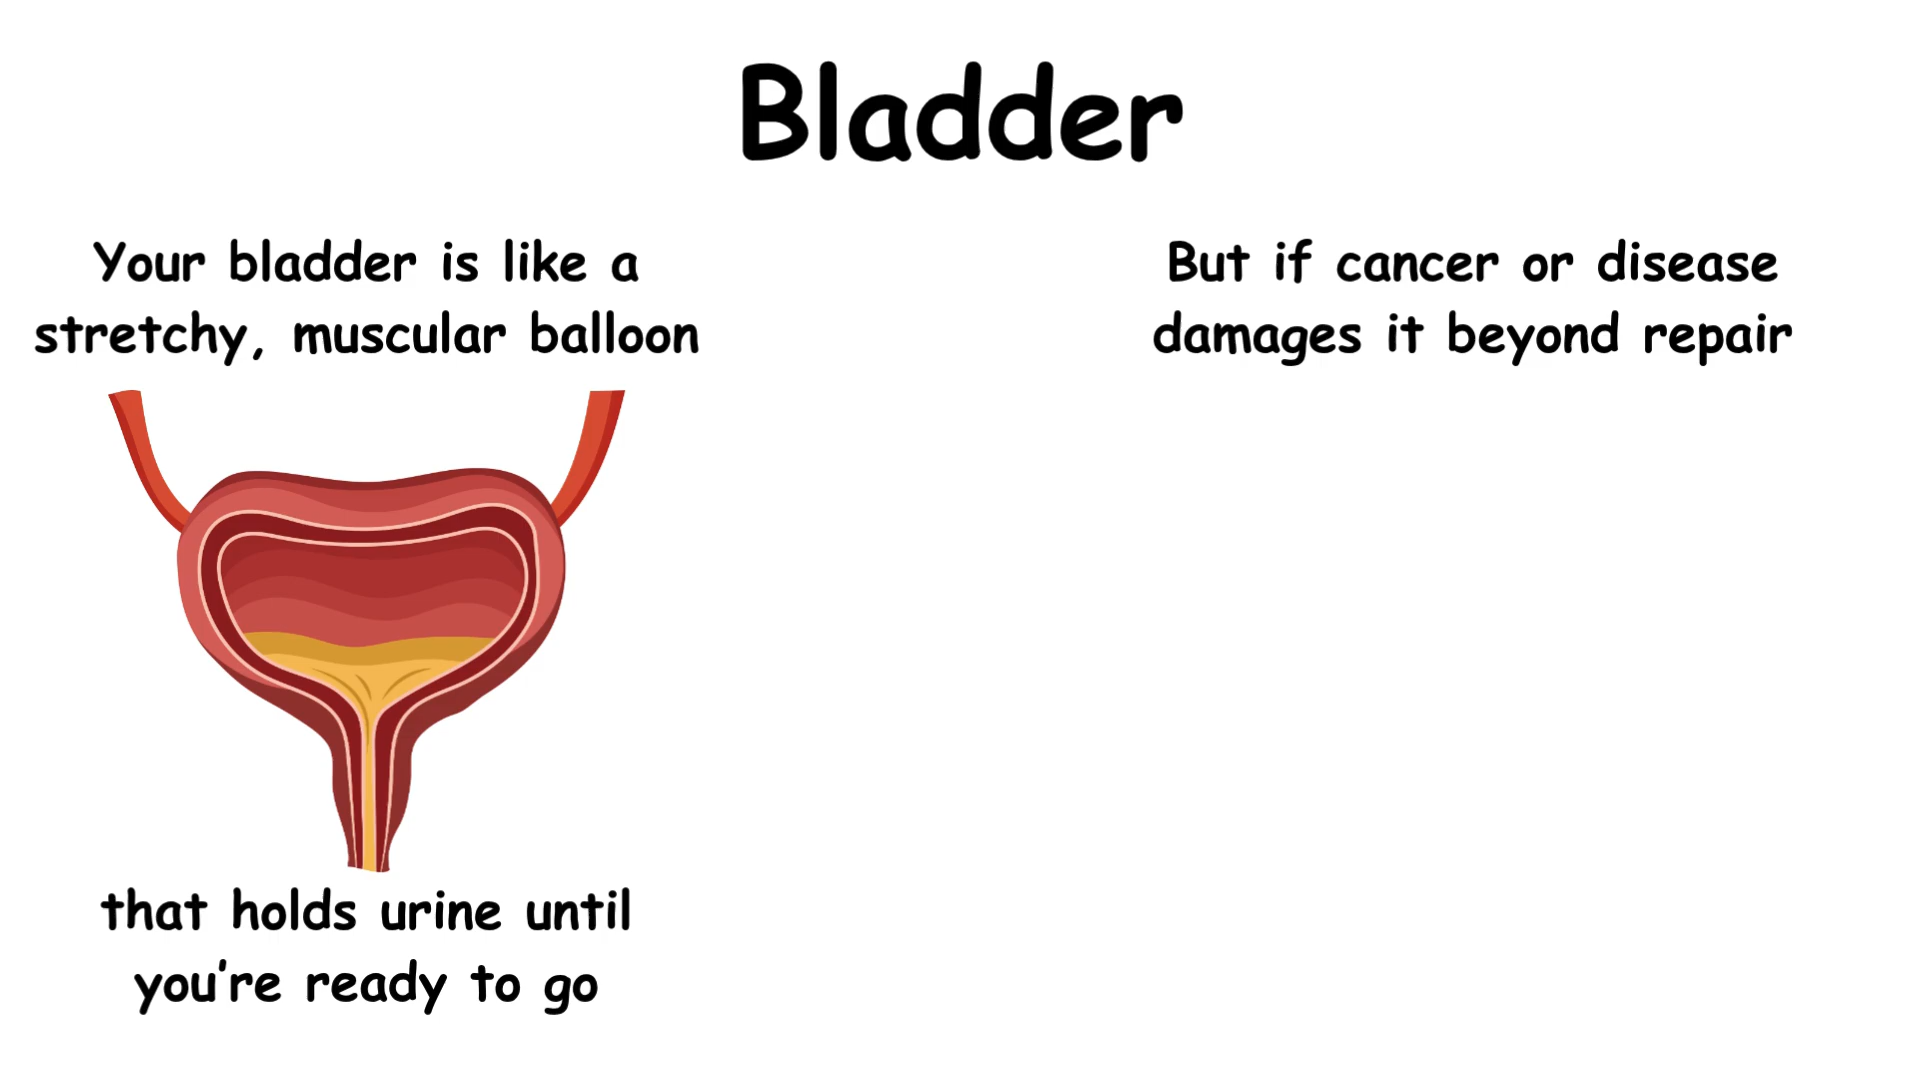 Bladder
Your bladder is like a
stretchy, muscular balloon
that holds urine until
you're ready to go
But if cancer or disease
damages it beyond repair